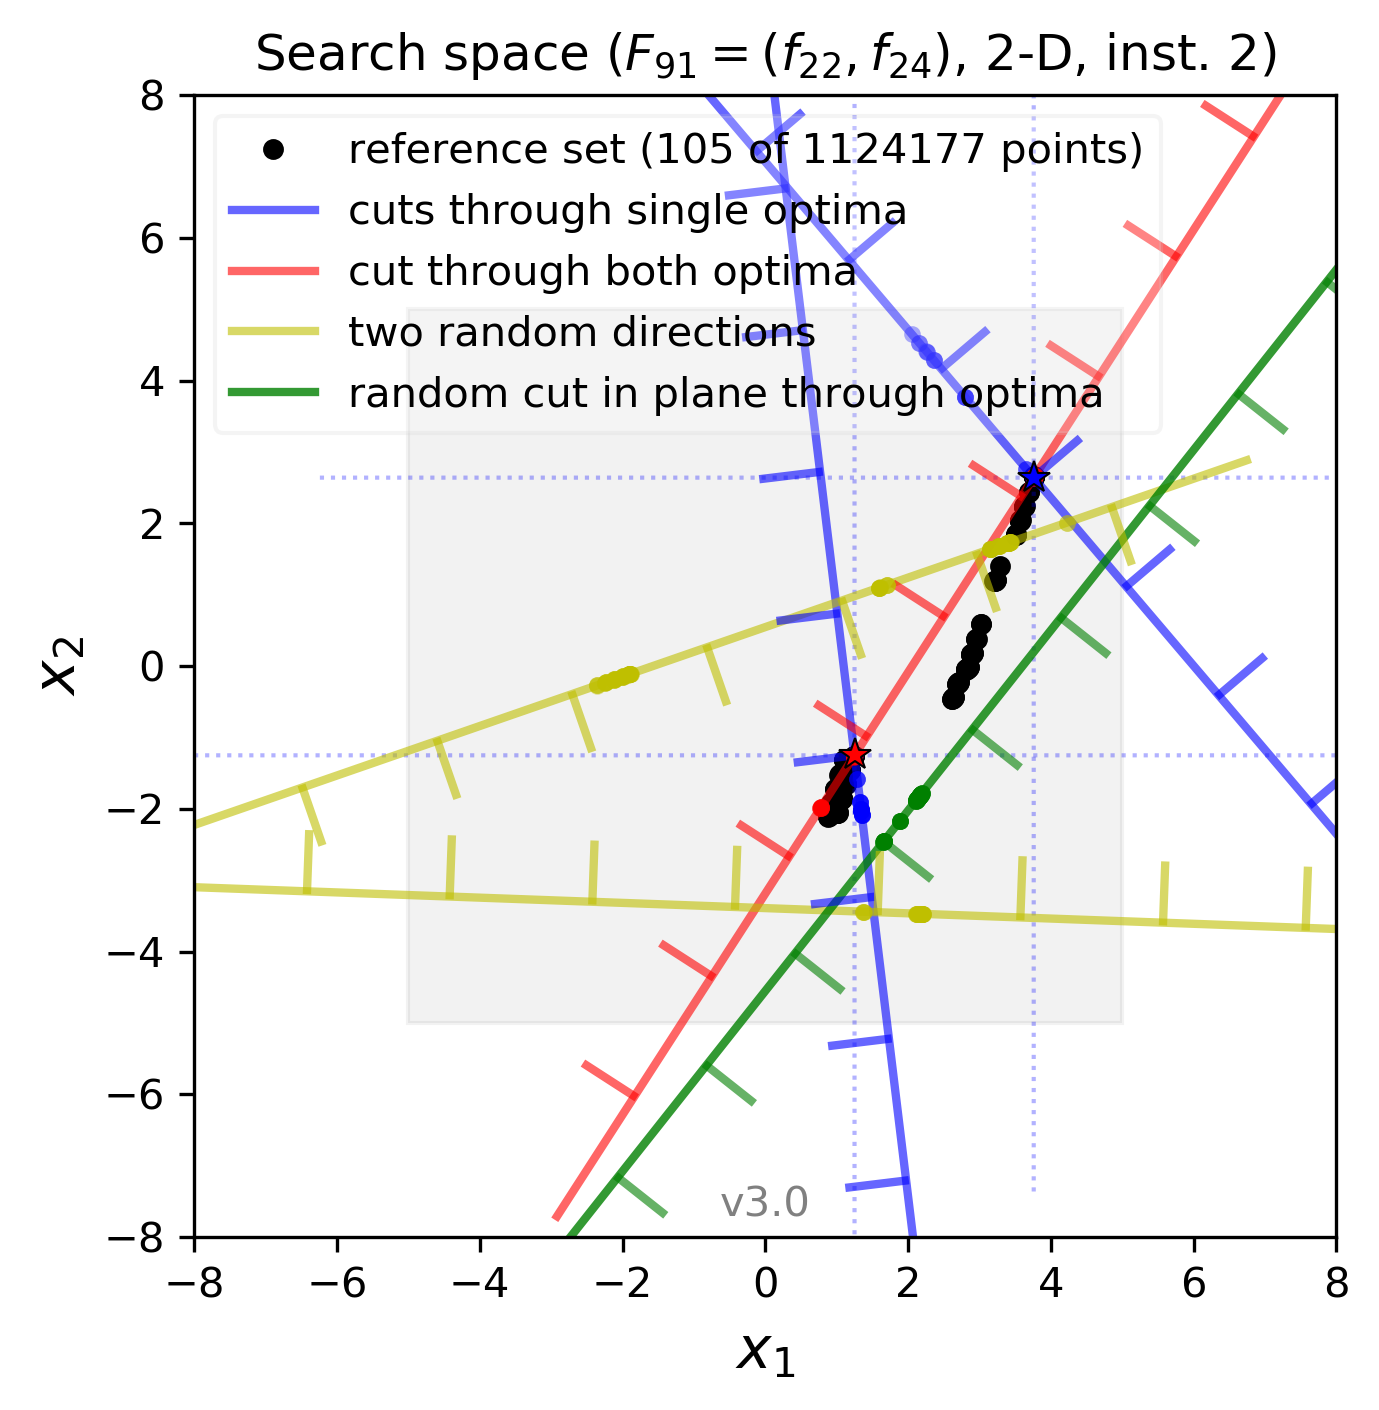 Search space (F₉₁ = (f₂₂, f₂₄), 2-D, inst. 2)
reference set (105 of 1124177 points)
cuts through single optima
cut through both optima
two random directions
random cut in plane through optima
8
6
4
2
0
−2
−4
−6
−8
x₂
v3.0
−8 −6 −4 −2 0 2 4 6 8
x₁